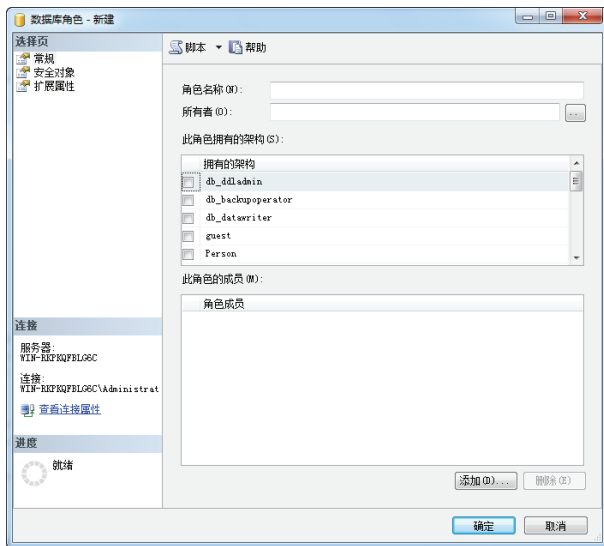 数据库角色 - 新建
选择页
常规
安全对象
扩展属性
脚本
帮助
角色名称(N):
所有者(O):
..
此角色拥有的架构(S):
拥有的架构
db_ddladmin
db_backupoperator
db_datawriter
guest
Person
此角色的成员(M):
角色成员
连接
服务器:
WIN-RKPKQFBLG6C
连接:
WIN-RKPKQFBLG6C\Administrat
查看连接属性
进度
就绪
添加(D)...
删除(E)
确定
取消